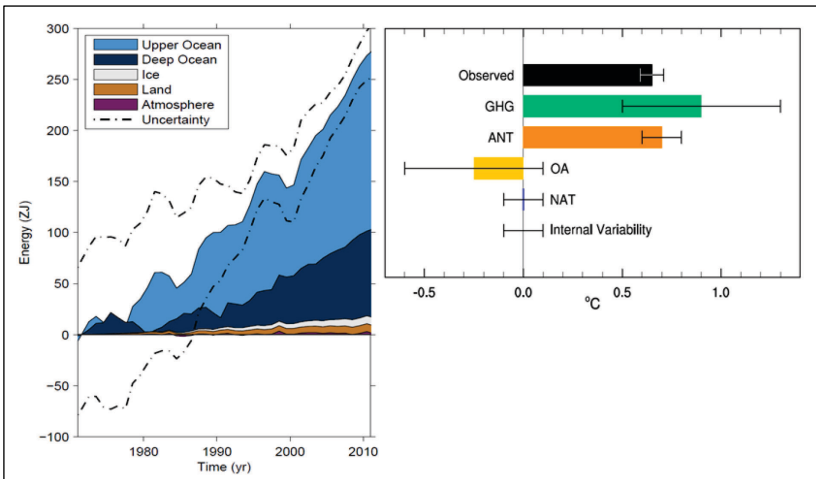 300
250
200
150
100
50
0
−50
−100
Energy (ZJ)
Upper Ocean
Deep Ocean
Ice
Land
Atmosphere
Uncertainty
1980
1990
2000
2010
Time (yr)
Observed
GHG
ANT
OA
NAT
Internal Variability
-0.5
0.0
0.5
1.0
°C